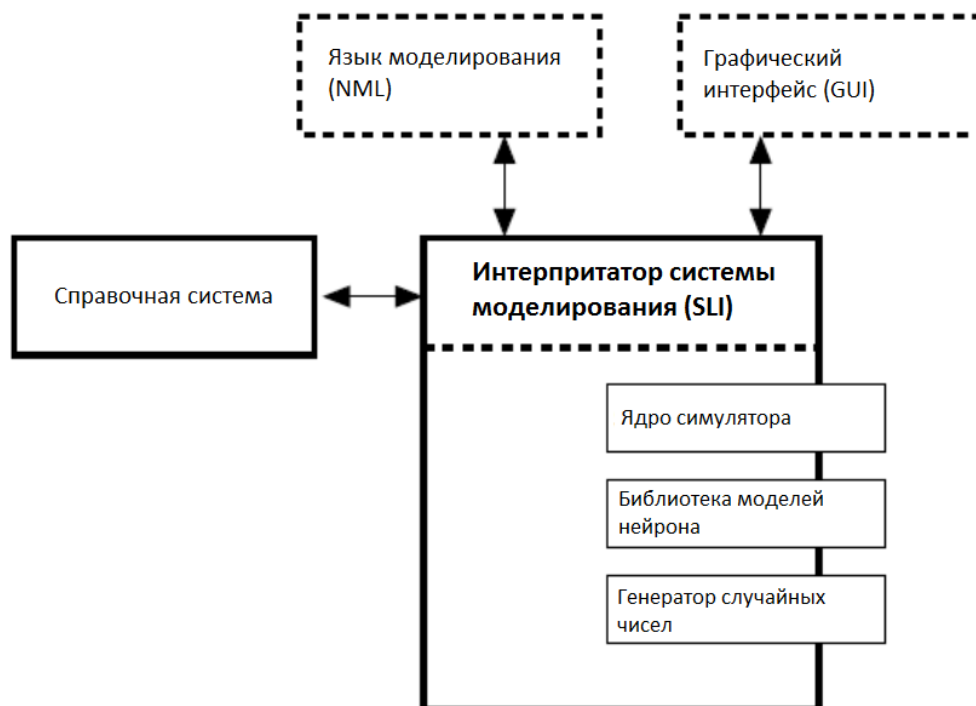 Язык моделирования
(NML)
Графический
интерфейс (GUI)
Справочная система
Интерпритатор системы
моделирования (SLI)
Ядро симулятора
Библиотека моделей
нейрона
Генератор случайных
чисел